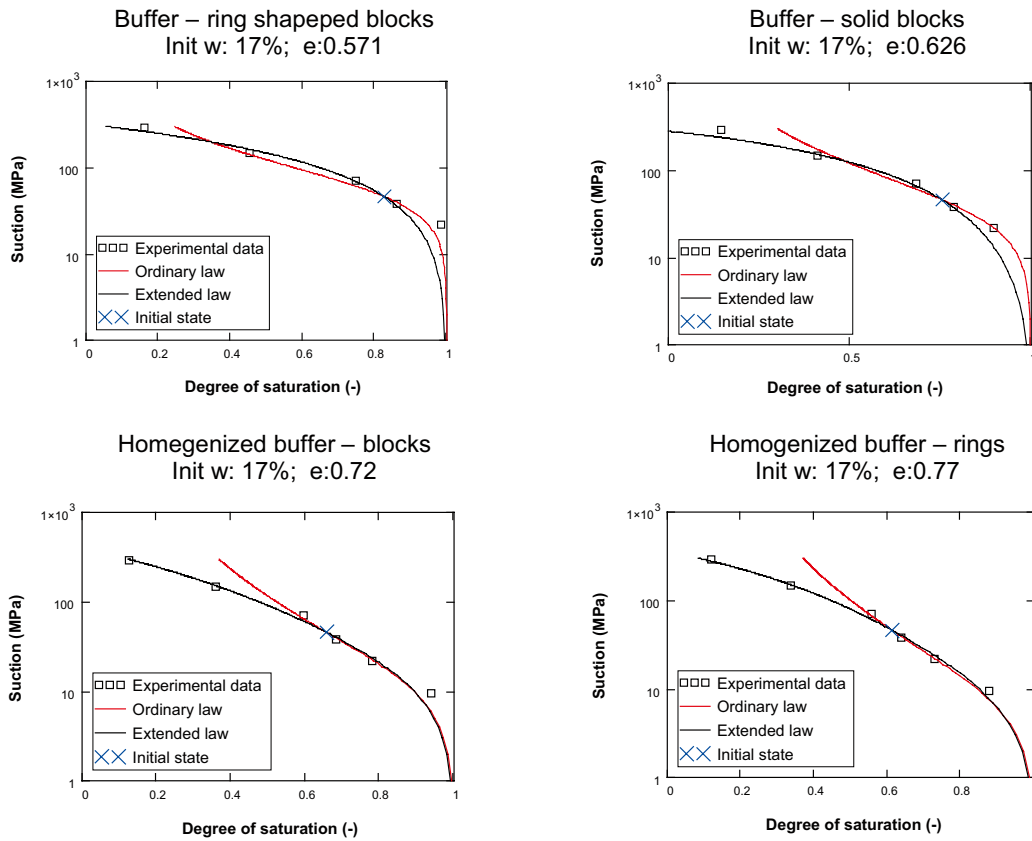 Buffer – ring shapeped blocks
Init w: 17%;  e:0.571
1×10³
100
10
1
Suction (MPa)
Experimental data
Ordinary law
Extended law
Initial state
0 0.2 0.4 0.6 0.8 1
Degree of saturation (-)
Buffer – solid blocks
Init w: 17%;  e:0.626
1×10³
100
10
1
Suction (MPa)
Experimental data
Ordinary law
Extended law
Initial state
0 0.5 1
Degree of saturation (-)
Homegenized buffer – blocks
Init w: 17%;  e:0.72
1×10³
100
10
1
Suction (MPa)
Experimental data
Ordinary law
Extended law
Initial state
0 0.2 0.4 0.6 0.8 1
Degree of saturation (-)
Homogenized buffer – rings
Init w: 17%;  e:0.77
1×10³
100
10
1
Suction (MPa)
Experimental data
Ordinary law
Extended law
Initial state
0 0.2 0.4 0.6 0.8
Degree of saturation (-)